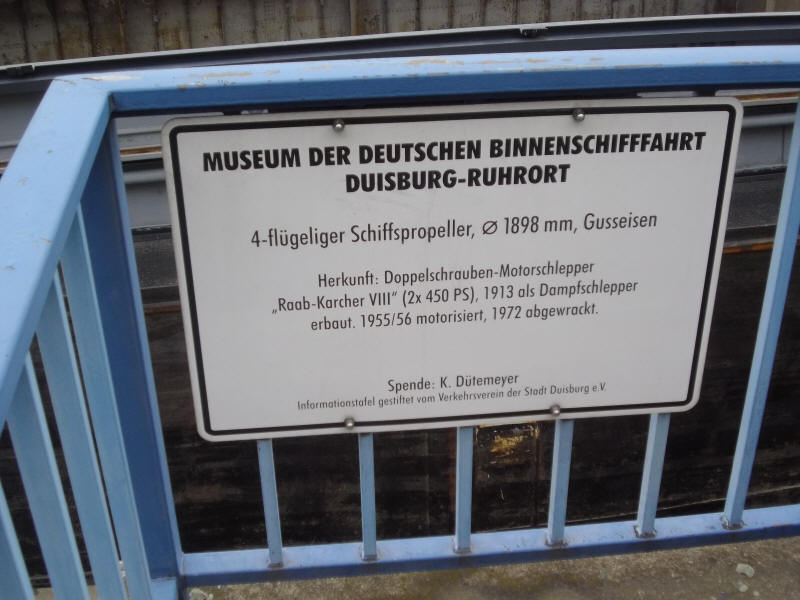 MUSEUM DER DEUTSCHEN BINNENSCHIFFFAHRT
DUISBURG-RUHRORT
4-flügeliger Schiffspropeller, ⌀ 1898 mm, Gusseisen
Herkunft: Doppelschrauben-Motorschlepper
„Raab-Karcher VIII“ (2x 450 PS), 1913 als Dampfschlepper
erbaut. 1955/56 motorisiert, 1972 abgewrackt.
Spende: K. Dütemeyer
Informationstafel gestiftet vom Verkehrsverein der Stadt Duisburg e.V.